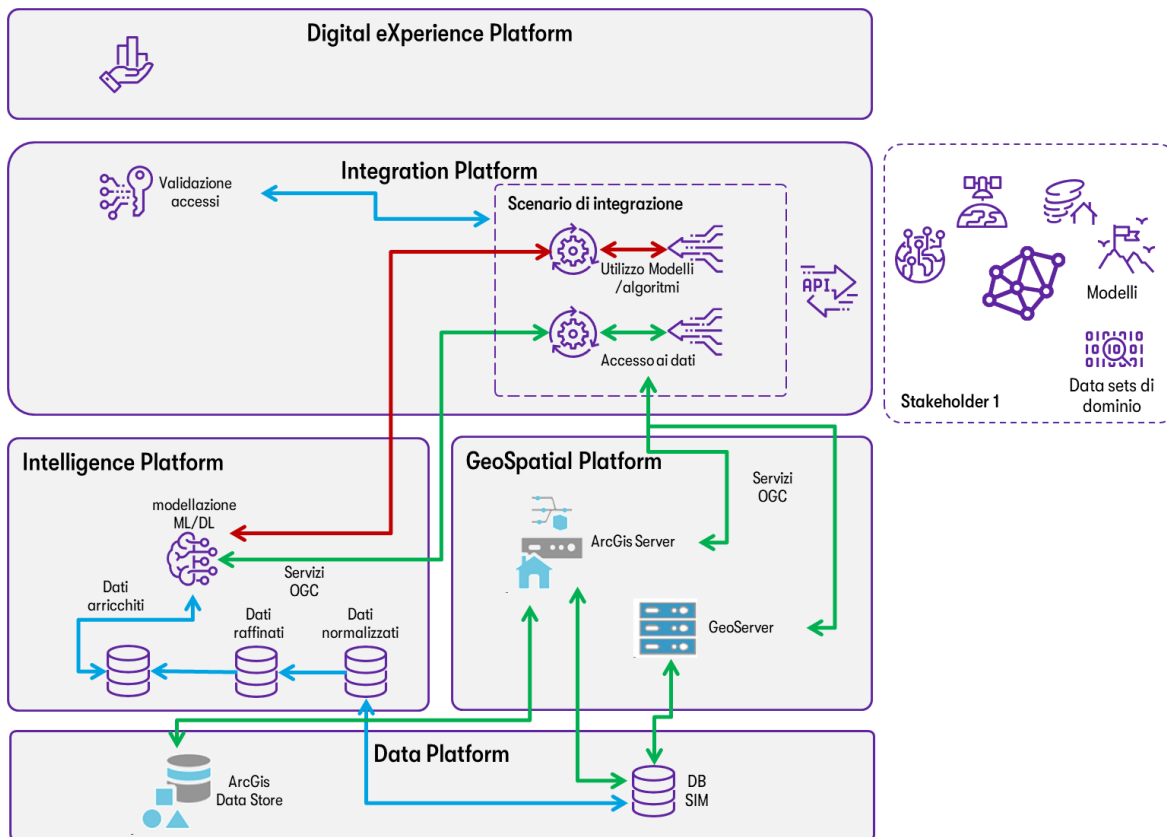 Digital eXperience Platform
Integration Platform
Validazione
accessi
Scenario di integrazione
Utilizzo Modelli
/algoritmi
Accesso ai dati
API
Modelli
Data sets di
dominio
Stakeholder 1
Intelligence Platform
modellazione
ML/DL
Servizi
OGC
Dati
arricchiti
Dati
raffinati
Dati
normalizzati
GeoSpatial Platform
Servizi
OGC
ArcGis Server
GeoServer
Data Platform
ArcGis
Data Store
DB
SIM